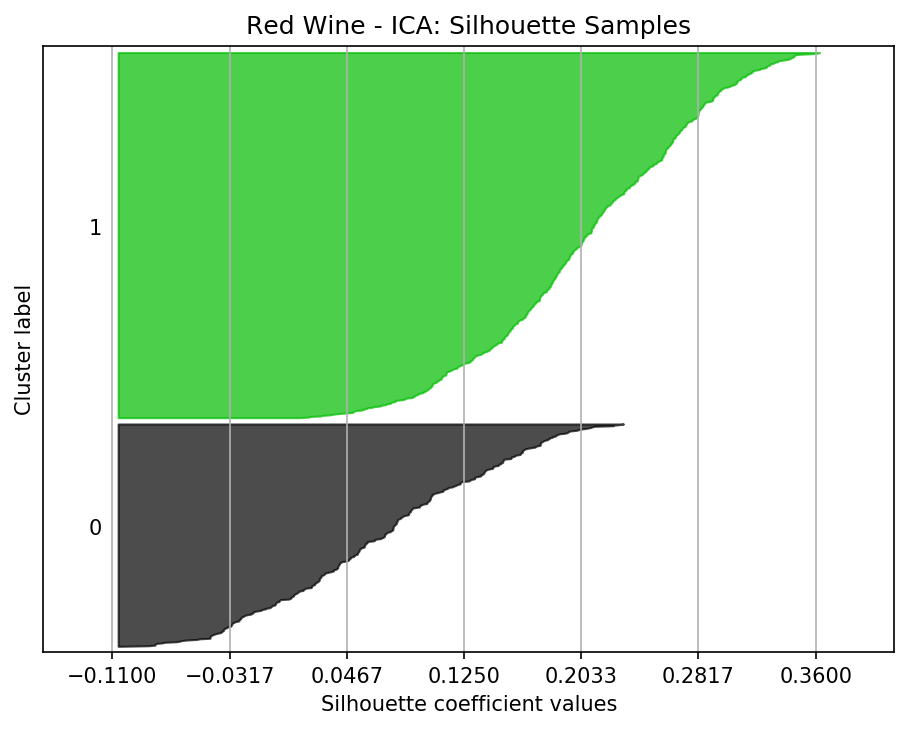 Red Wine - ICA: Silhouette Samples
Cluster label
1
0
−0.1100 −0.0317 0.0467 0.1250 0.2033 0.2817 0.3600
Silhouette coefficient values